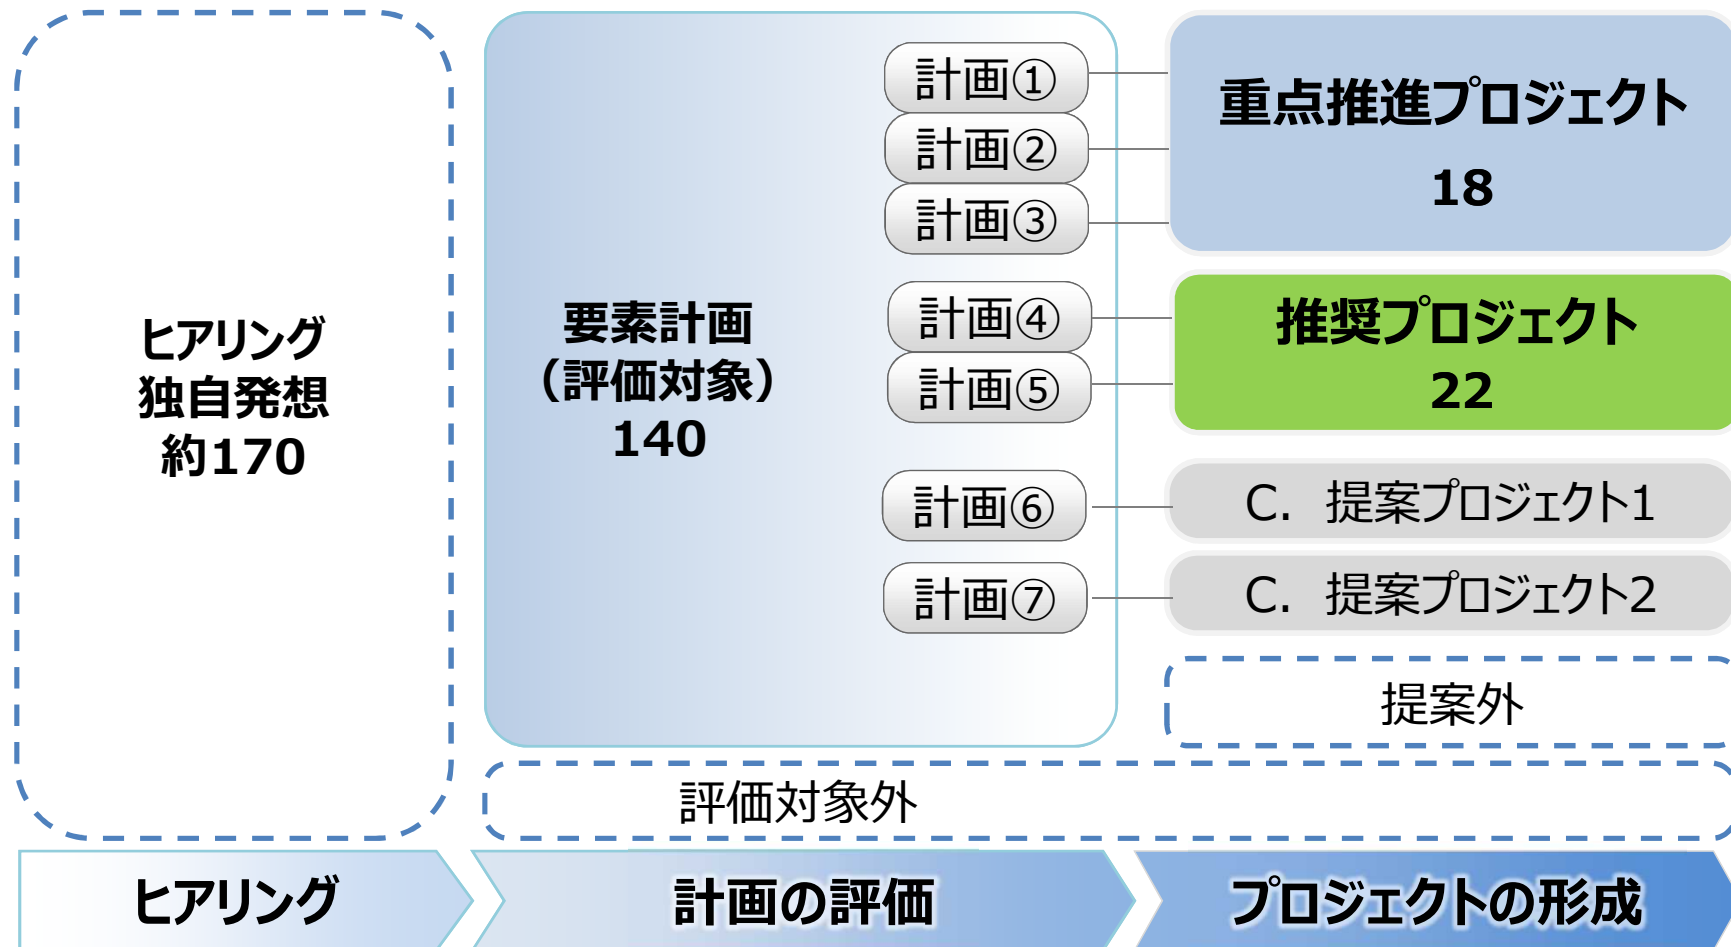 ヒアリング
独自発想
約170
要素計画
（評価対象）
140
計画①
計画②
計画③
計画④
計画⑤
計画⑥
計画⑦
重点推進プロジェクト
18
推奨プロジェクト
22
C. 提案プロジェクト1
C. 提案プロジェクト2
提案外
評価対象外
ヒアリング
計画の評価
プロジェクトの形成